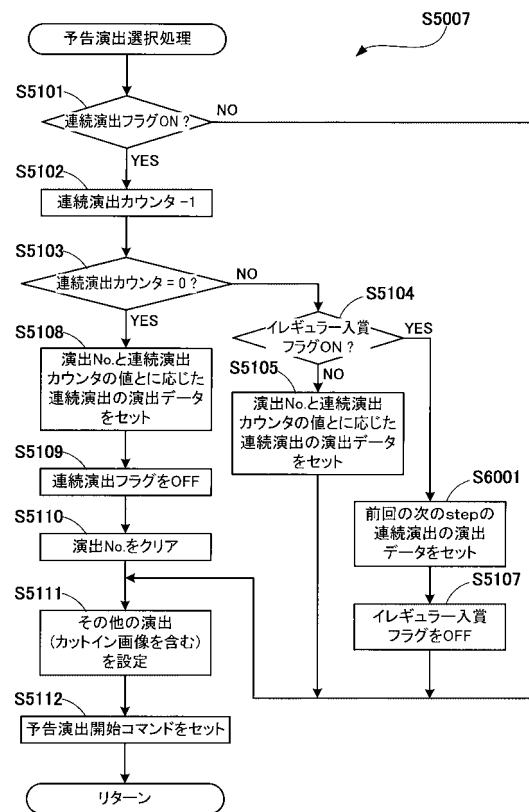 予告演出選択処理
S5007
S5101
連続演出フラグON？
NO
YES
S5102
連続演出カウンタ-1
S5103
連続演出カウンタ=0？
NO
YES
S5104
イレギュラー入賞
フラグON？
YES
NO
S5108
演出No.と連続演出
カウンタの値とに応じた
連続演出の演出データ
をセット
S5105
演出No.と連続演出
カウンタの値とに応じた
連続演出の演出データ
をセット
S5109
連続演出フラグをOFF
S6001
前回の次のstepの
連続演出の演出
データをセット
S5110
演出No.をクリア
S5107
イレギュラー入賞
フラグをOFF
S5111
その他の演出
(カットイン画像を含む)
を設定
S5112
予告演出開始コマンドをセット
リターン